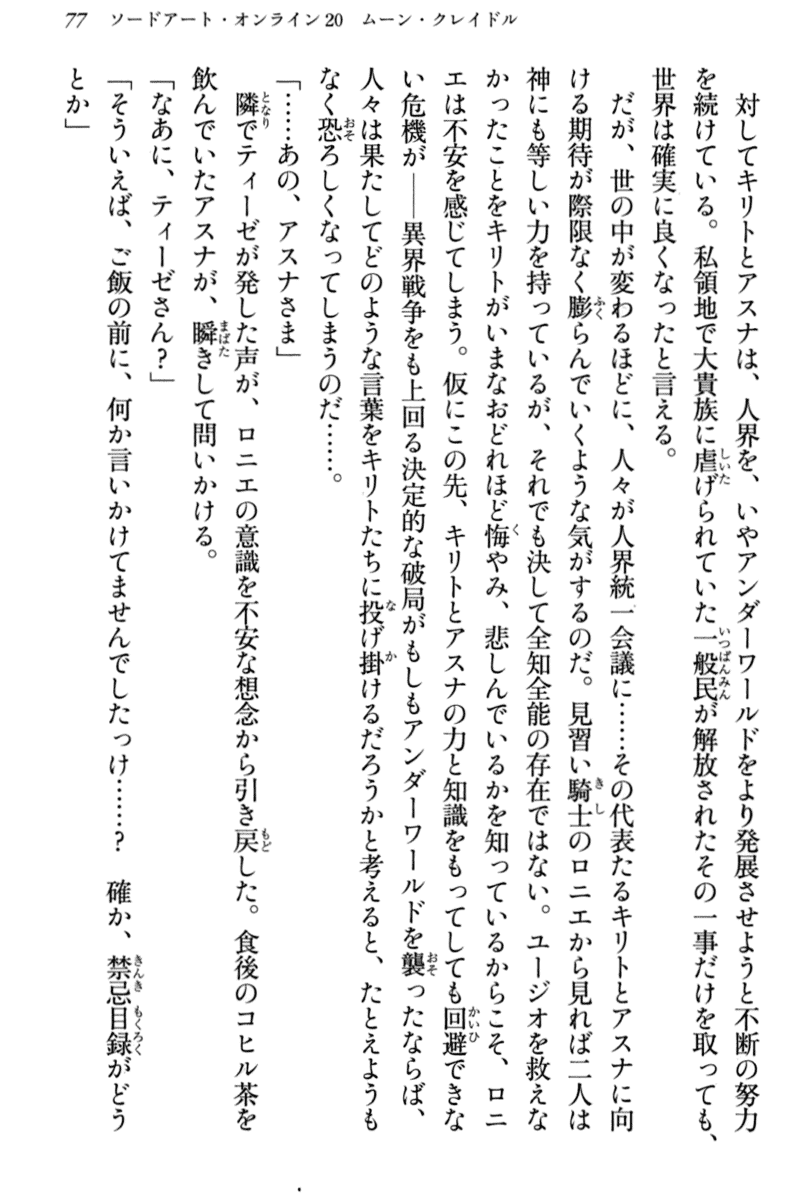 77　ソードアート・オンライン20　ムーン・クレイドル
　対してキリトとアスナは、人界を、いやアンダーワールドをより発展させようと不断の努力
を続けている。私領地で大貴族に虐げられていた一般民が解放されたその一事だけを取っても、
世界は確実に良くなったと言える。
　だが、世の中が変わるほどに、人々が人界統一会議に……その代表たるキリトとアスナに向
ける期待が際限なく膨らんでいくような気がするのだ。見習い騎士のロニエから見れば二人は
神にも等しい力を持っているが、それでも決して全知全能の存在ではない。ユージオを救えな
かったことをキリトがいまなおどれほど悔やみ、悲しんでいるかを知っているからこそ、ロニ
エは不安を感じてしまう。仮にこの先、キリトとアスナの力と知識をもってしても回避できな
い危機が――異界戦争をも上回る決定的な破局がもしもアンダーワールドを襲ったならば、
人々は果たしてどのような言葉をキリトたちに投げ掛けるだろうかと考えると、たとえようも
なく恐ろしくなってしまうのだ……。
「……あの、アスナさま」
　隣でティーゼが発した声が、ロニエの意識を不安な想念から引き戻した。食後のコヒル茶を
飲んでいたアスナが、瞬きして問いかける。
「なあに、ティーゼさん？」
「そういえば、ご飯の前に、何か言いかけてませんでしたっけ……？　確か、禁忌目録がどう
とか」